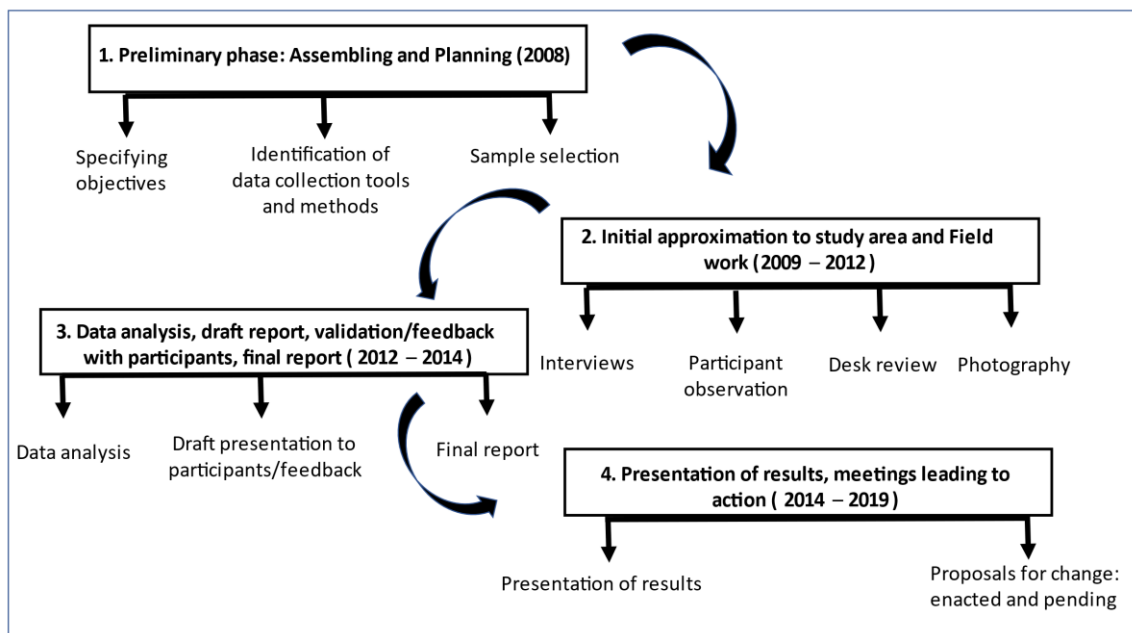 1. Preliminary phase: Assembling and Planning (2008)
Specifying
objectives
Identification of
data collection tools
and methods
Sample selection
2. Initial approximation to study area and Field
work (2009 – 2012)
Interviews
Participant
observation
Desk review
Photography
3. Data analysis, draft report, validation/feedback
with participants, final report ( 2012 – 2014)
Data analysis
Draft presentation to
participants/feedback
Final report
4. Presentation of results, meetings leading to
action ( 2014 – 2019)
Presentation of results
Proposals for change:
enacted and pending